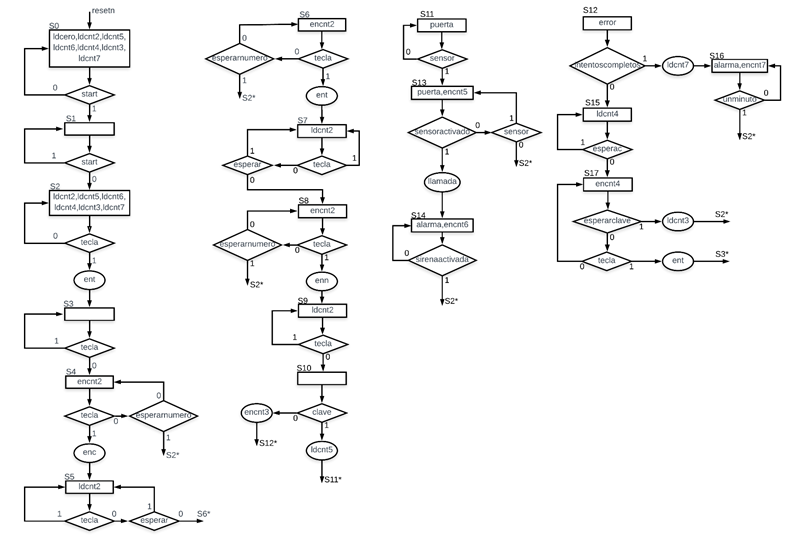 resetn
S0
ldcero,ldcnt2,ldcnt5,
ldcnt6,ldcnt4,ldcnt3,
ldcnt7
0
start
1
S1
1
start
0
S2
ldcnt2,ldcnt5,ldcnt6,
ldcnt4,ldcnt3,ldcnt7
0
tecla
1
ent
S3
1
tecla
0
S4
encnt2
0
tecla
0
esperarnumero
1
1
S2*
enc
S5
ldcnt2
1
1
tecla
0
esperar
0
S6*
S6
encnt2
0
esperarnumero
0
tecla
1
1
S2*
ent
S7
ldcnt2
1
1
esperar
0
tecla
0
S8
encnt2
0
esperarnumero
0
tecla
1
1
S2*
enn
S9
ldcnt2
1
tecla
0
S10
encnt3
0
clave
1
S12*
ldcnt5
S11*
S11
puerta
0
sensor
1
S13
puerta,encnt5
1
sensoractivado
0
sensor
1
0
S2*
llamada
S14
alarma,encnt6
0
sirenaactivada
1
S2*
S12
error
intentoscompletos
1
ldcnt7
0
S16
alarma,encnt7
unminuto
0
1
S2*
S15
ldcnt4
1
esperac
0
S17
encnt4
esperarclave
1
ldcnt3
S2*
0
0
tecla
1
ent
S3*